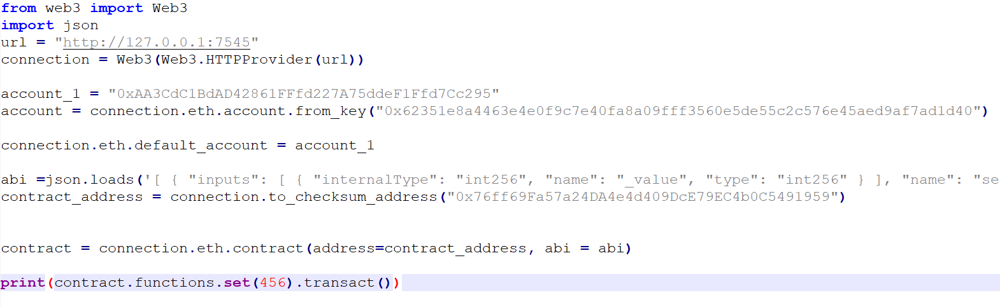 from web3 import Web3
import json
url = "http://127.0.0.1:7545"
connection = Web3(Web3.HTTPProvider(url))
account_1 = "0xAA3CdC1BdAD42861FFfd227A75ddeF1Ffd7Cc295"
account = connection.eth.account.from_key("0x62351e8a4463e4e0f9c7e40fa8a09fff3560e5de55c2c576e45aed9af7ad1d40")
connection.eth.default_account = account_1
abi =json.loads('[ { "inputs": [ { "internalType": "int256", "name": "_value", "type": "int256" } ], "name": "se
contract_address = connection.to_checksum_address("0x76ff69Fa57a24DA4e4d409DcE79EC4b0C5491959")
contract = connection.eth.contract(address=contract_address, abi = abi)
print(contract.functions.set(456).transact())